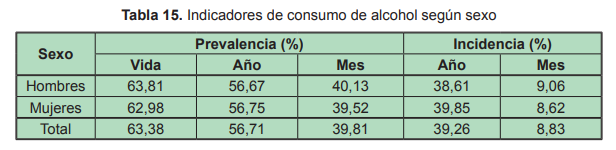 Tabla 15. Indicadores de consumo de alcohol según sexo
Sexo Prevalencia (%) Incidencia (%)
Vida Año Mes Año Mes
Hombres 63,81 56,67 40,13 38,61 9,06
Mujeres 62,98 56,75 39,52 39,85 8,62
Total 63,38 56,71 39,81 39,26 8,83